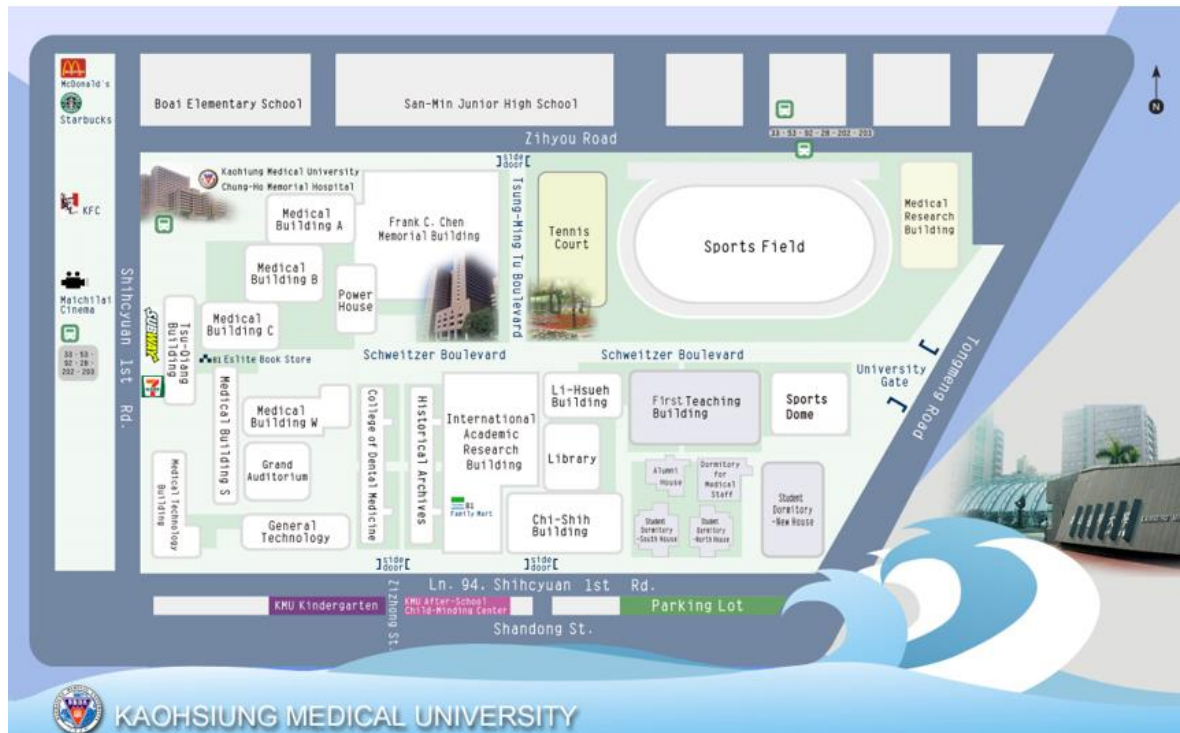 McDonald's
Starbucks
KFC
Maichilai
Cinema
33・53・
92・28・
202・203
Boai Elementary School
San-Min Junior High School
33・53・92・28・202・203
Zihyou Road
Shihcyuan 1st Rd.
Kaohiung Medical University
Chung-Ho Memorial Hospital
]side
door[
Tsung-Ming Tu Boulevard
Medical
Building A
Frank C. Chen
Memorial Building
Tennis
Court
Sports Field
Medical
Research
Building
Medical
Building B
Power
House
Medical
Building C
SUBWAY
Tsu-Qiang
Building
B1 Eslite Book Store
Schweitzer Boulevard
Schweitzer Boulevard
University
Gate
Tongmeng Road
Medical Building S
Medical
Building W
College of Dental Medicine
Historical Archives
International
Academic
Research
Building
B1
Family Mart
Li-Hsueh
Building
First Teaching
Building
Sports
Dome
Medical Technology
Building
Grand
Auditorium
Library
Alumni
House
Dormitory
for
Medical
Staff
Student
Dormitory
-New House
General
Technology
Chi-Shih
Building
Student
Dormitory
-South House
Student
Dormitory
-North House
]side
door[
]side
door[
Ln. 94. Shihcyuan 1st Rd.
KMU Kindergarten
Zizhong St.
KMU After-School
Child-Minding Center
Parking Lot
Shandong St.
N
KAOHSIUNG MEDICAL UNIVERSITY